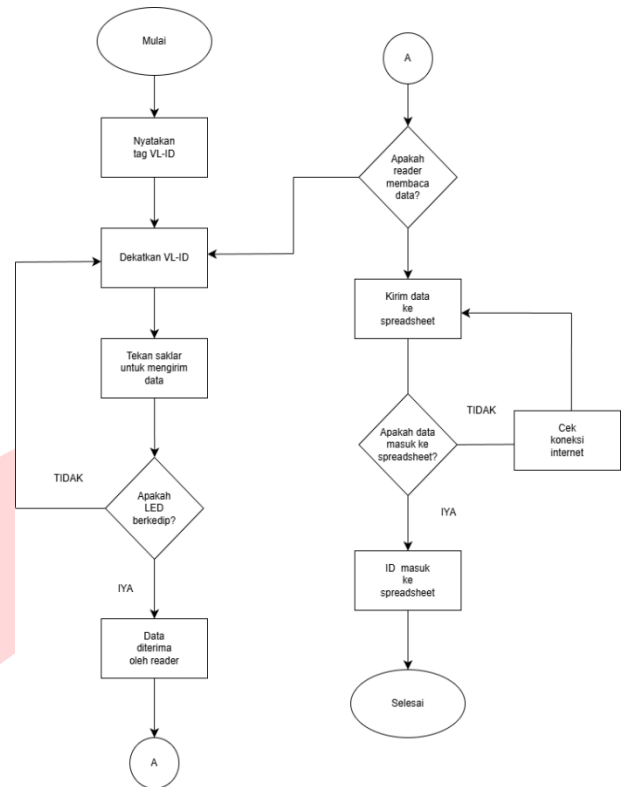 Mulai
Nyatakan
tag VL-ID
Dekatkan VL-ID
Tekan saklar
untuk mengirim
data
TIDAK
Apakah
LED
berkedip?
IYA
Data
diterima
oleh reader
A
A
Apakah
reader
membaca
data?
Kirim data
ke
spreadsheet
TIDAK
Apakah data
masuk ke
spreadsheet?
Cek
koneksi
internet
IYA
ID masuk
ke
spreadsheet
Selesai